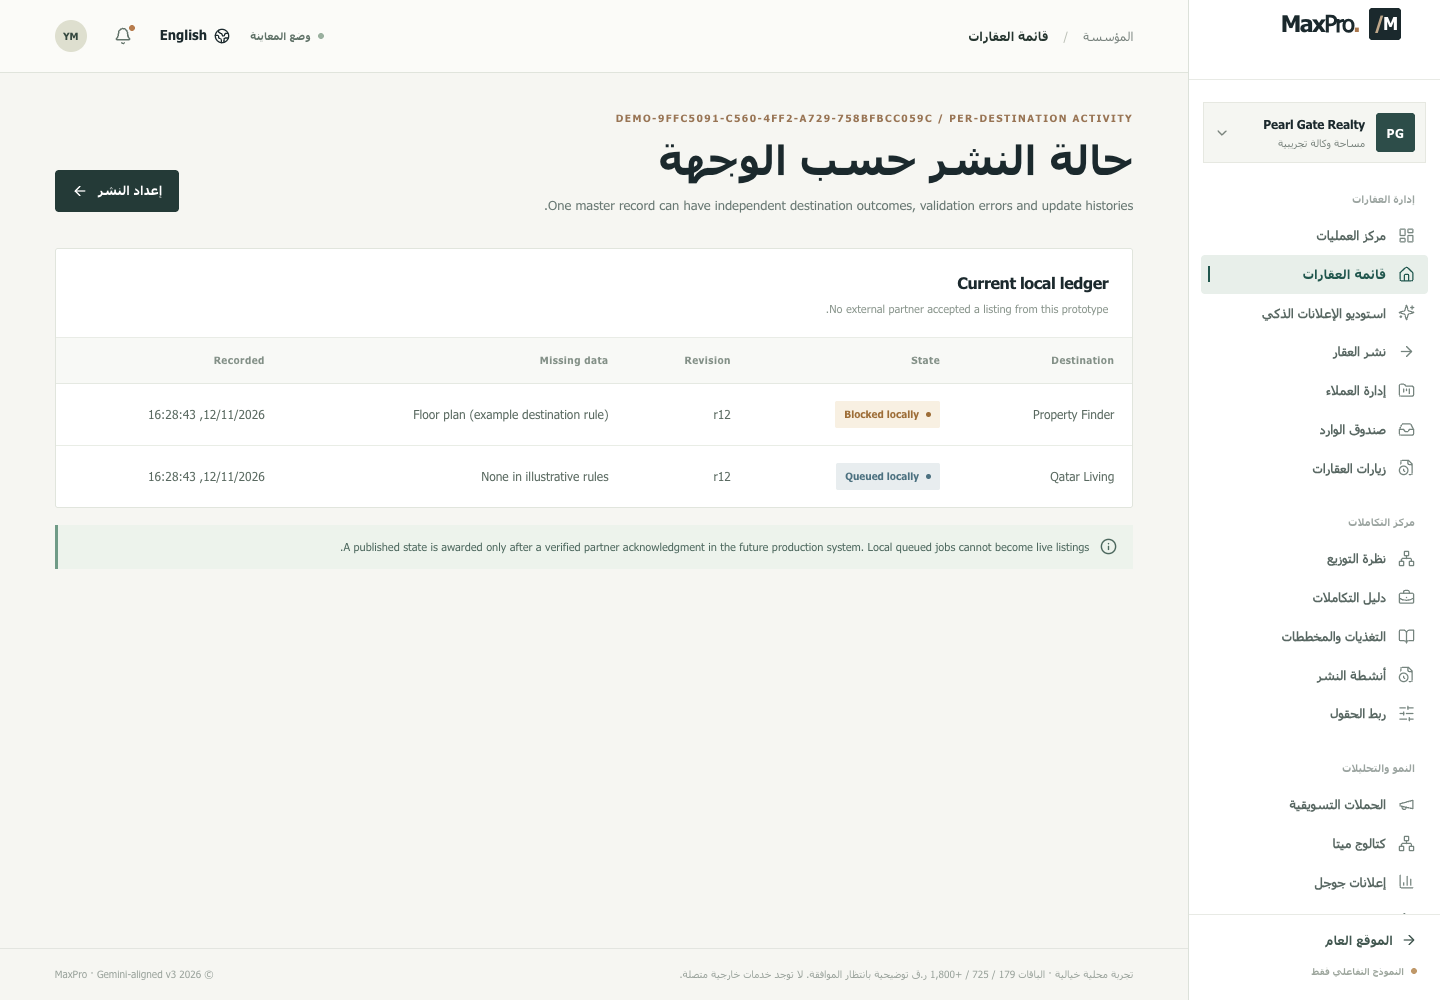 MaxPro. /M
Pearl Gate Realty
مساحة وكالة تجريبية
PG
إدارة العقارات
مركز العمليات
قائمة العقارات
استوديو الإعلانات الذكي
نشر العقار
إدارة العملاء
صندوق الوارد
زيارات العقارات
مركز التكاملات
نظرة التوزيع
دليل التكاملات
التغذيات والمخططات
أنشطة النشر
ربط الحقول
النمو والتحليلات
الحملات التسويقية
كتالوج ميتا
إعلانات جوجل
الموقع العام
النموذج التفاعلي فقط
المؤسسة / قائمة العقارات
وضع المعاينة
English
YM
DEMO-9FFC5091-C560-4FF2-A729-758BFBCC059C / PER-DESTINATION ACTIVITY
حالة النشر حسب الوجهة
One master record can have independent destination outcomes, validation errors and update histories.
إعداد النشر
Current local ledger
No external partner accepted a listing from this prototype.
Destination State Revision Missing data Recorded
Property Finder Blocked locally r12 Floor plan (example destination rule) 12/11/2026, 16:28:43
Qatar Living Queued locally r12 None in illustrative rules 12/11/2026, 16:28:43
A published state is awarded only after a verified partner acknowledgment in the future production system. Local queued jobs cannot become live listings.
تجربة محلية خيالية · الباقات 179 / 725 / +1,800 ر.ق توضيحية بانتظار الموافقة. لا توجد خدمات خارجية متصلة.
© 2026 MaxPro · Gemini-aligned v3